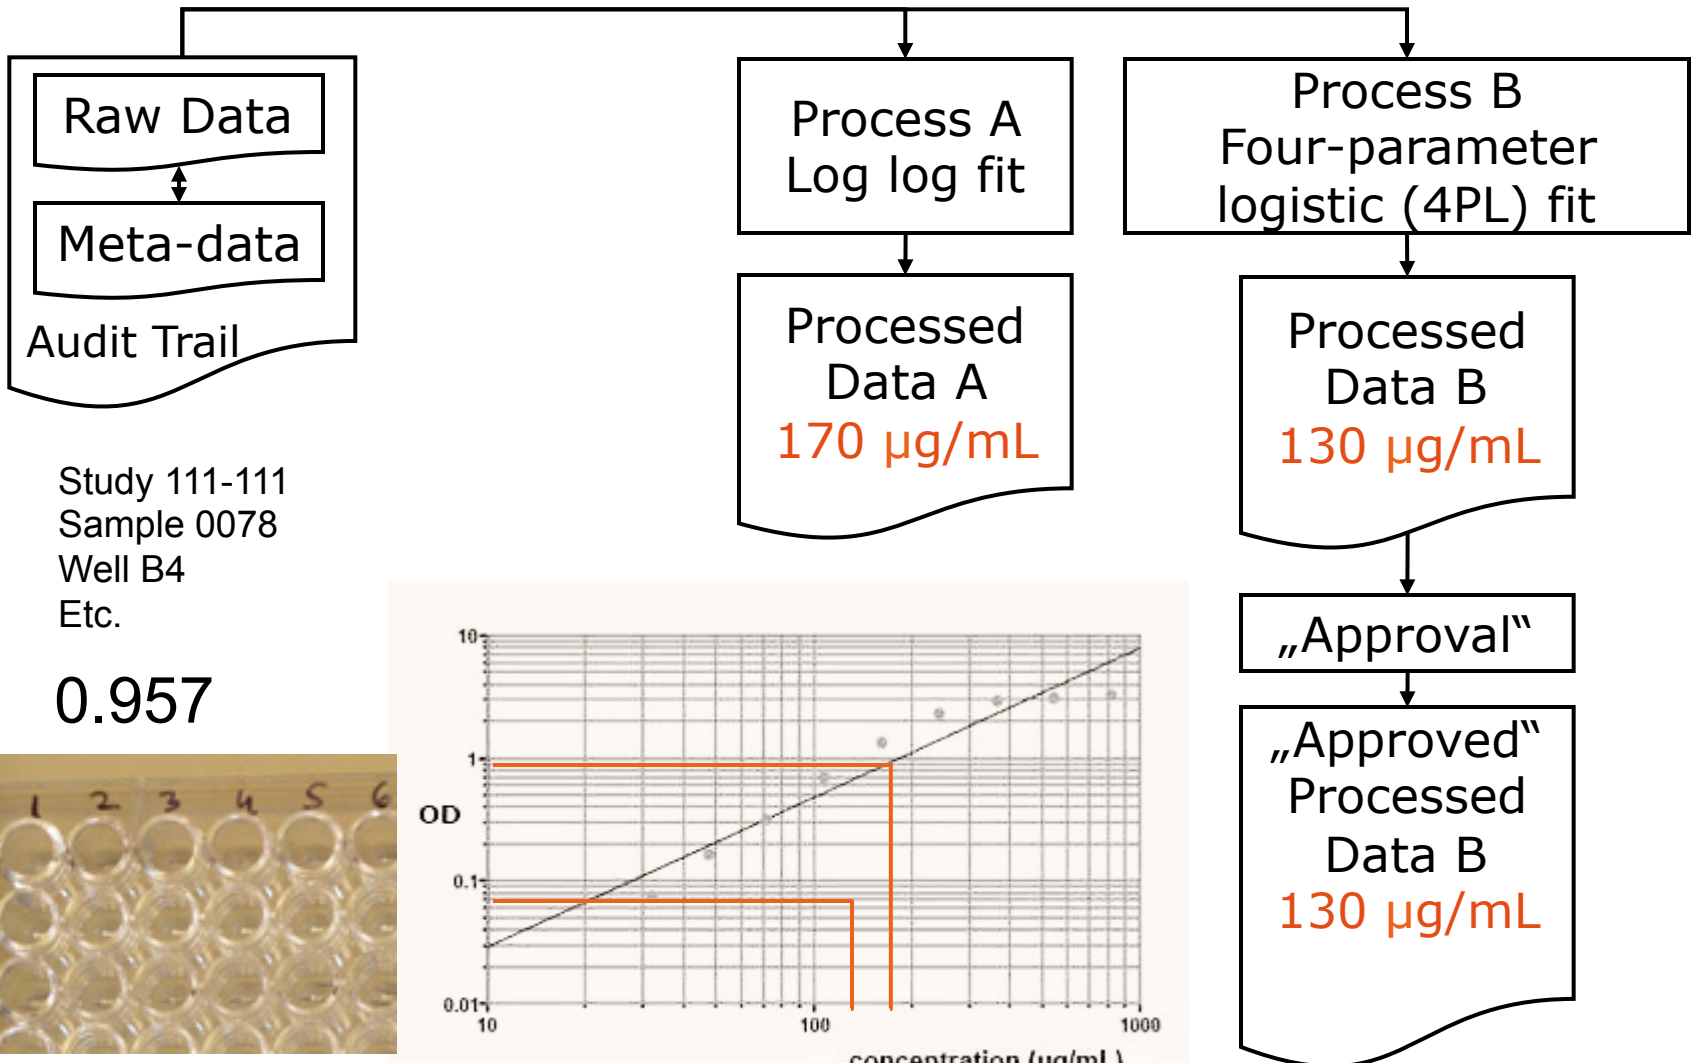 Raw Data
Meta-data
Audit Trail
Process A
Log log fit
Process B
Four-parameter
logistic (4PL) fit
Processed
Data A
170 µg/mL
Processed
Data B
130 µg/mL
„Approval“
„Approved“
Processed
Data B
130 µg/mL
Study 111-111
Sample 0078
Well B4
Etc.
0.957
1 2 3 4 5 6
10
1
OD
0.1
0.01
10 100 1000
concentration (µg/mL)